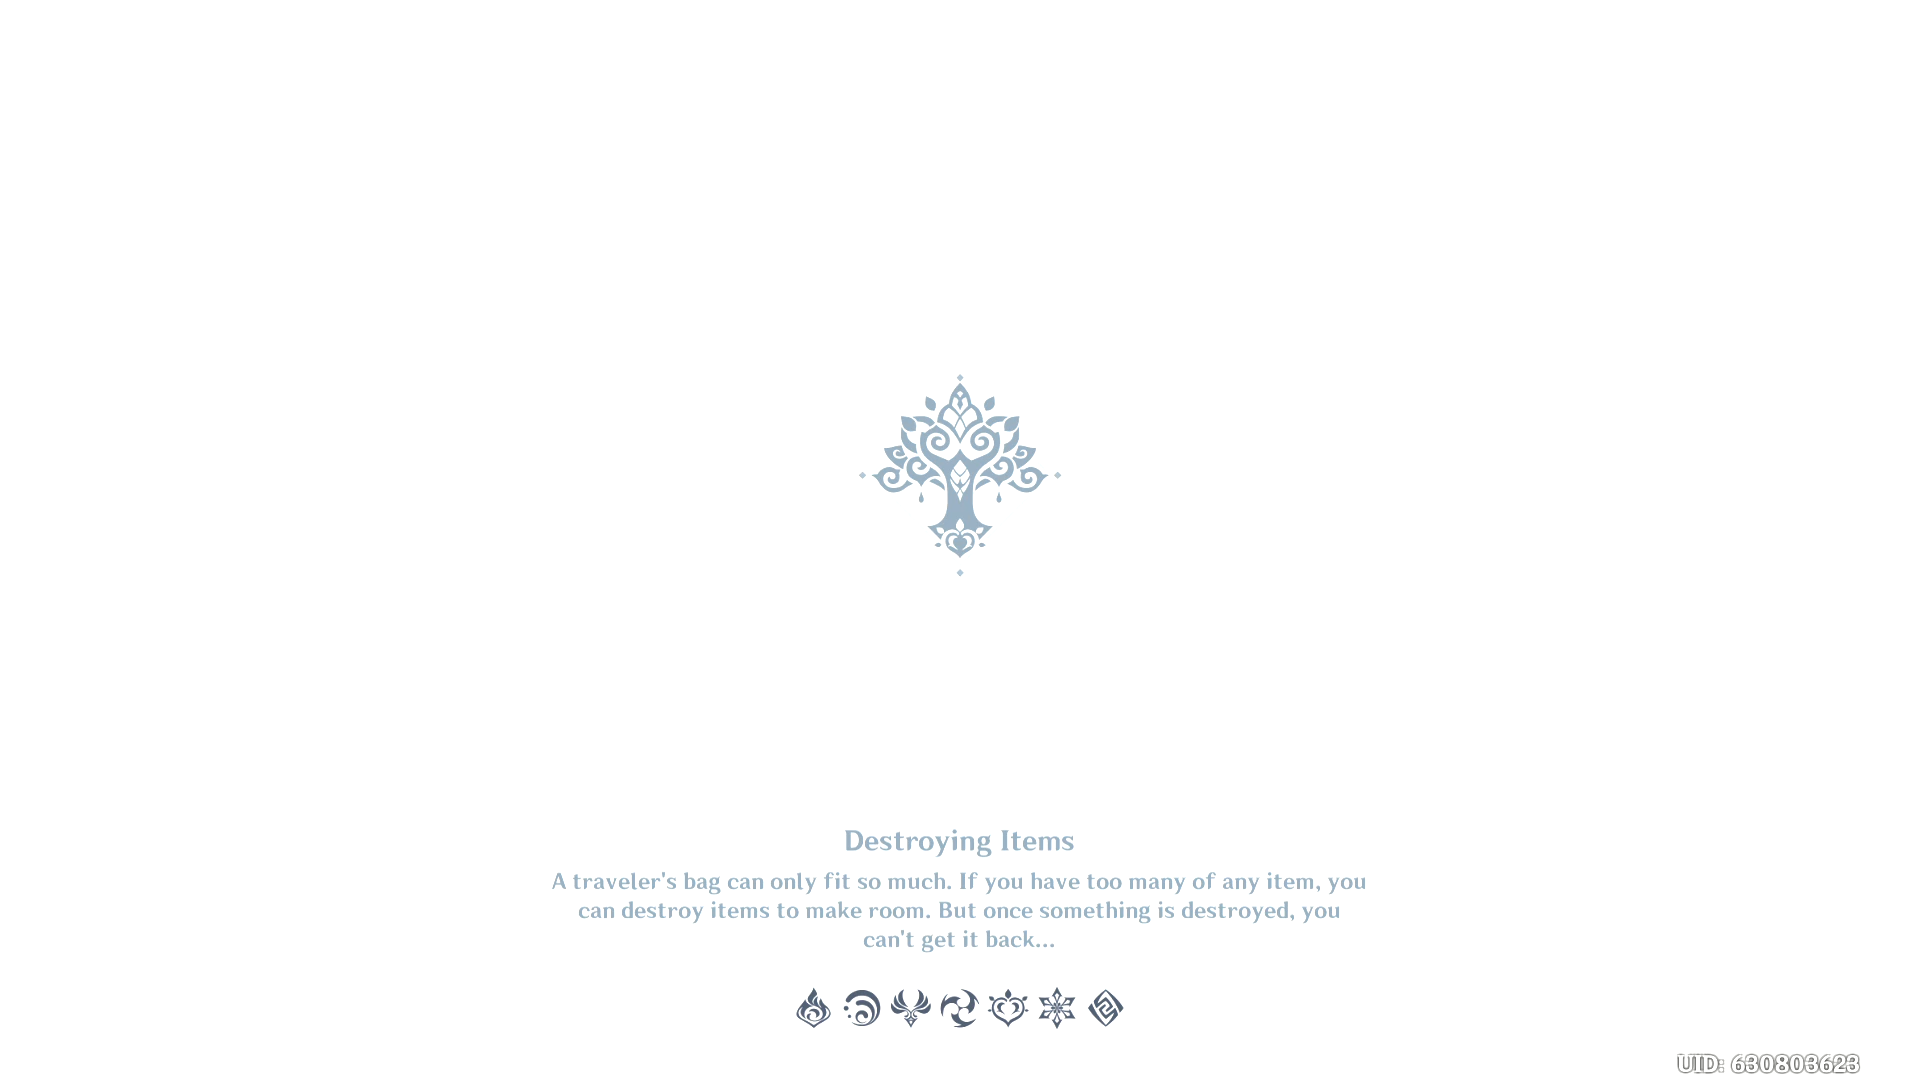 Destroying Items
A traveler's bag can only fit so much. If you have too many of any item, you
can destroy items to make room. But once something is destroyed, you
can't get it back...
UID: 630803623